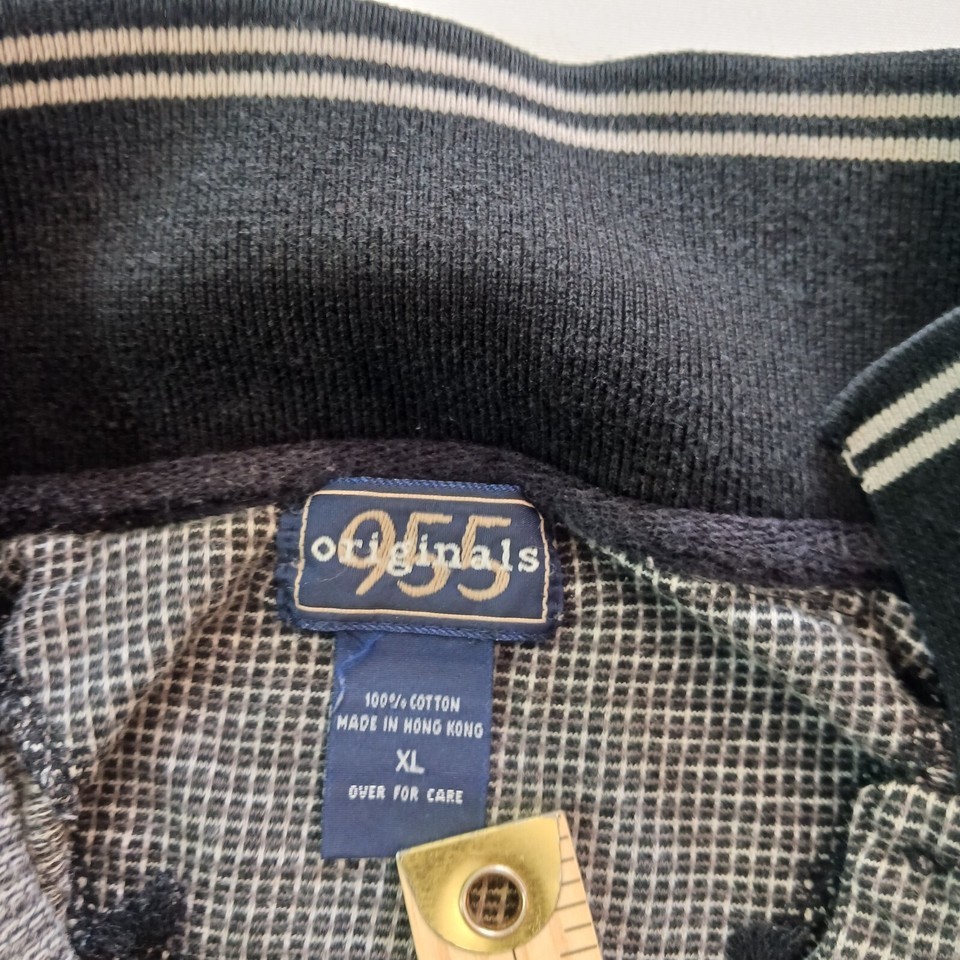 955
originals
100% COTTON
MADE IN HONG KONG
XL
OVER FOR CARE